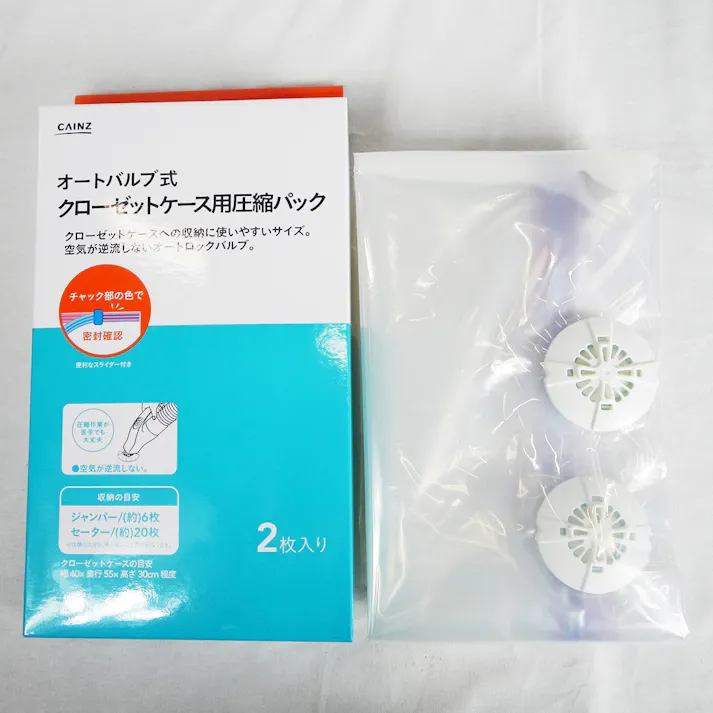 CAINZ
オートバルブ式
クローゼットケース用圧縮パック
クローゼットケースへの収納に使いやすいサイズ。
空気が逆流しないオートロックバルブ。
チャック部の色で
密封確認
便利なスライダー付き
圧縮作業が
苦手でも
大丈夫
●空気が逆流しない。
収納の目安
ジャンパー/(約)6枚
セーター/(約)20枚
2枚入り
クローゼットケースの目安
幅40×奥行55×高さ30cm程度